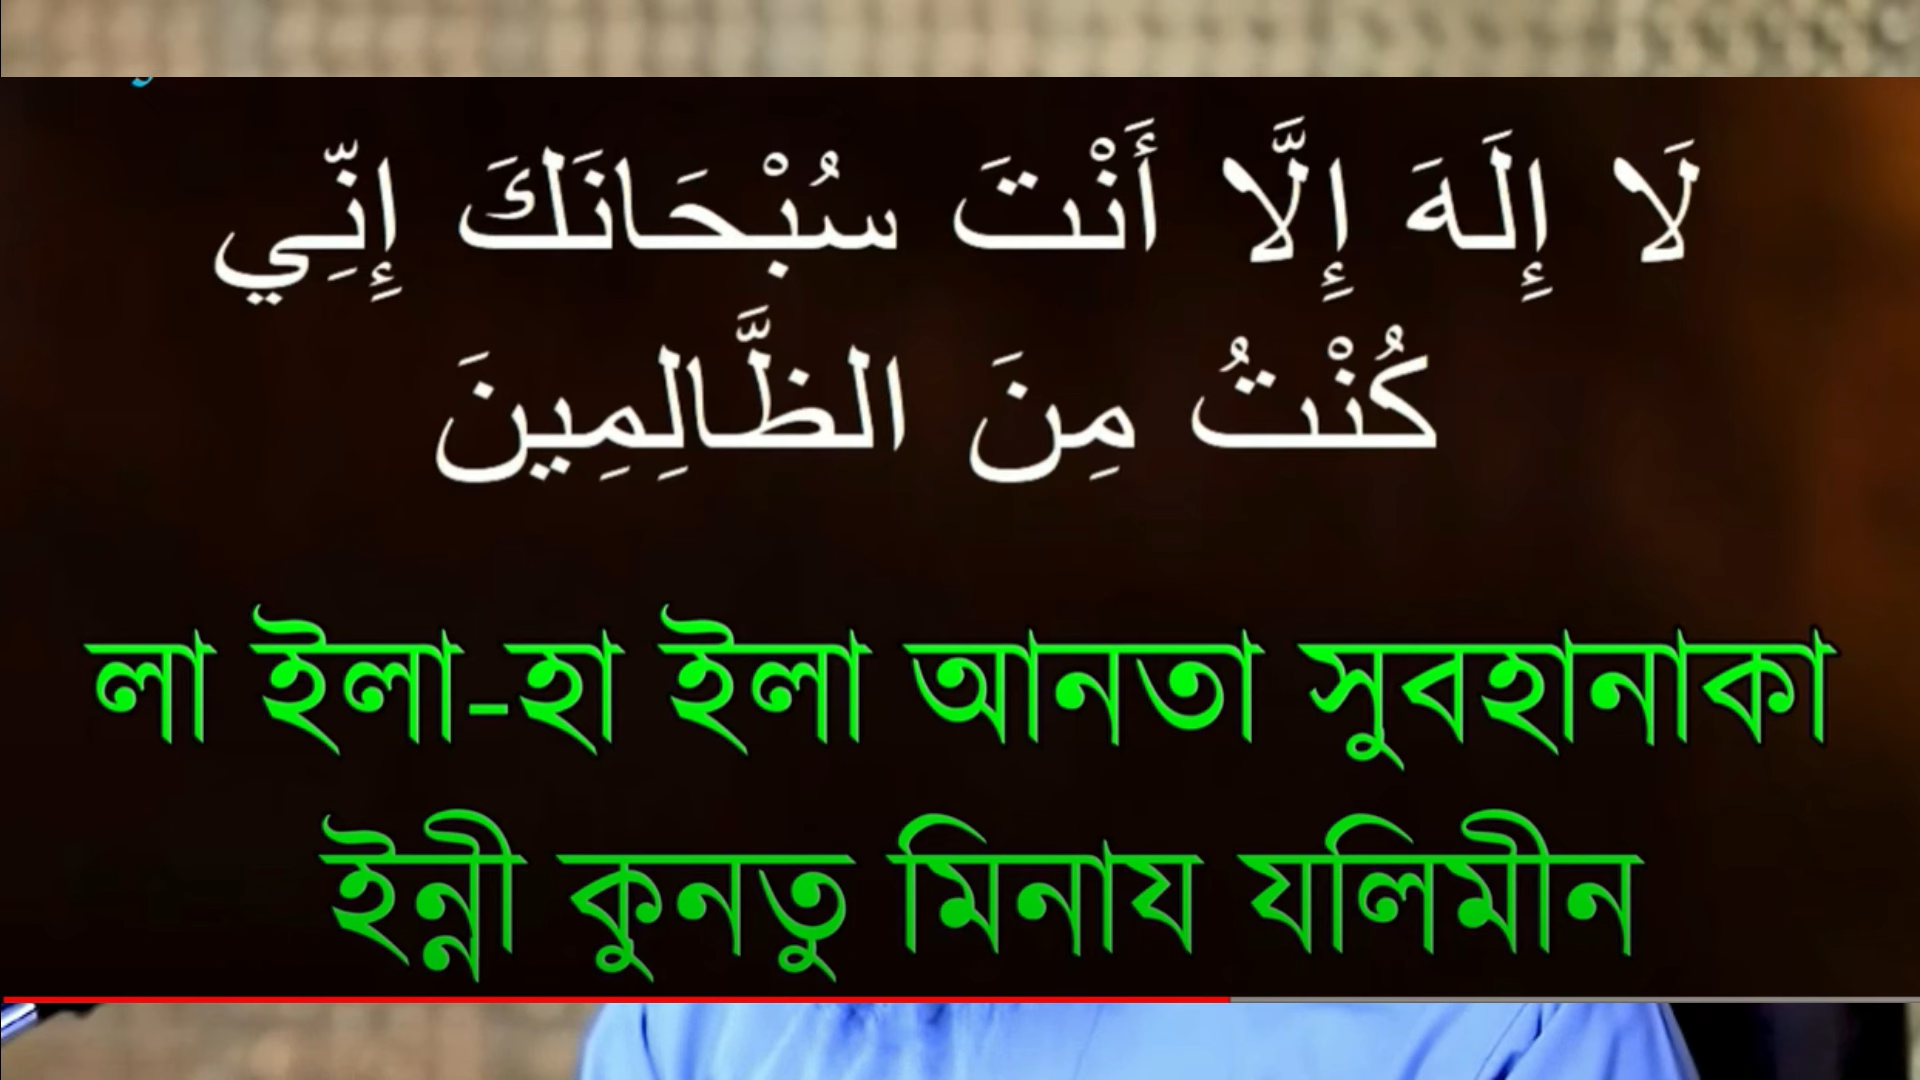 لَا إِلَهَ إِلَّا أَنْتَ سُبْحَانَكَ إِنِّي
كُنْتُ مِنَ الظَّالِمِينَ
লা ইলা-হা ইলা আনতা সুবহানাকা
ইন্নী কুনতু মিনায যলিমীন